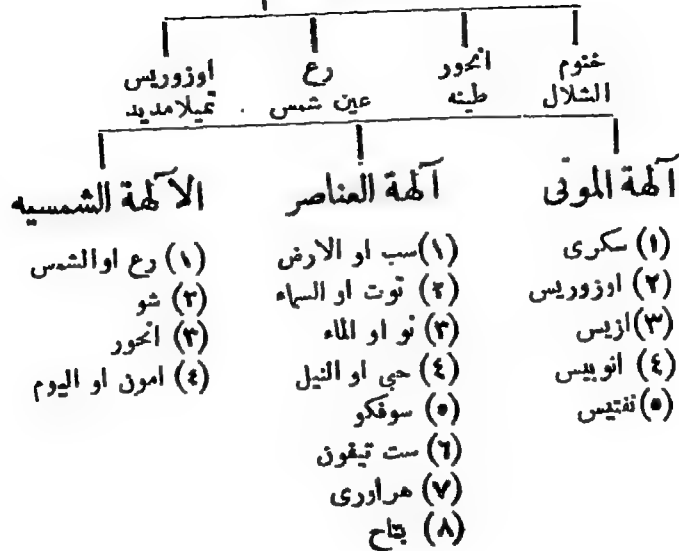 خنوم انحور رع اوزوريس
الشلال طينه عين شمس تميلامديد
آلهة الموتى آلهة العناصر الآلهة الشمسيه
(١) سكرى
(٢) اوزوريس
(٣) ازيس
(٤) انوبيس
(٥) نفتيس
(١) سب او الارض
(٢) توت او السماء
(٣) نو او الماء
(٤) حبى او النيل
(٥) سوقكو
(٦) ست تيفون
(٧) هراورى
(٨) پتاح
(١) رع او الشمس
(٢) شو
(٣) انحور
(٤) امون او اليوم